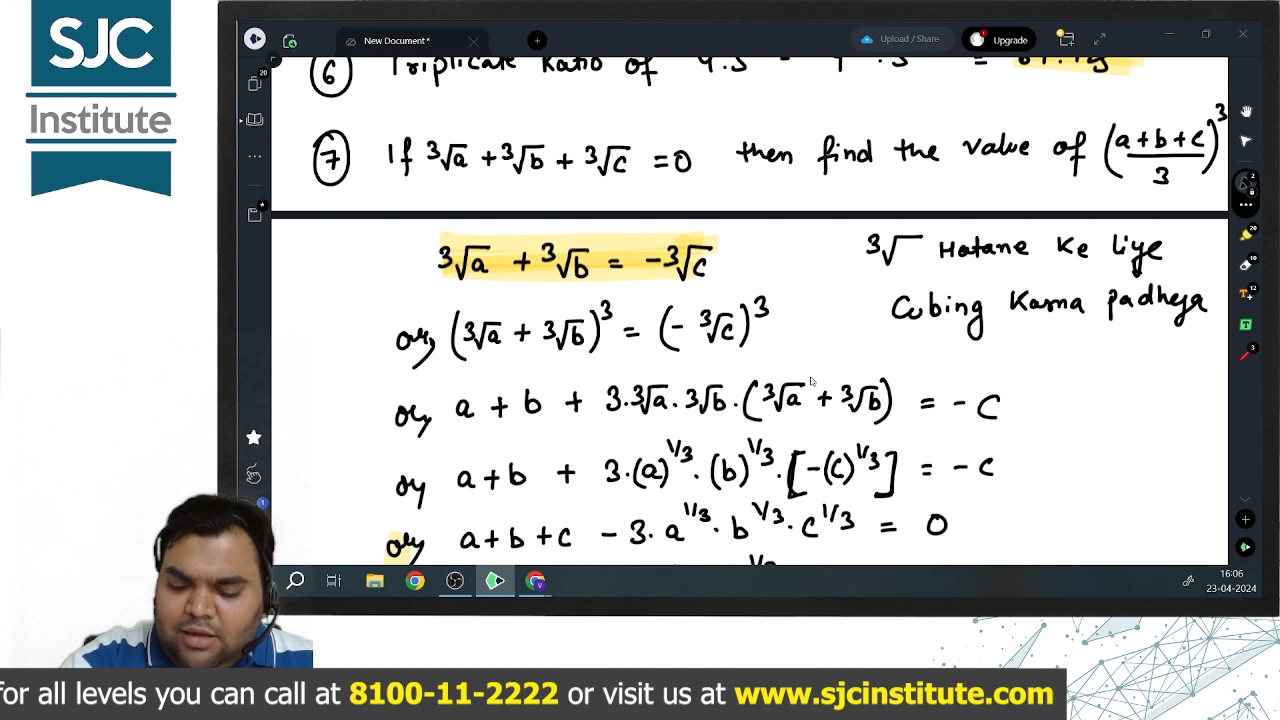 SJC
Institute
New Document*
Upload / Share
Upgrade
6 Triplicate Ratio of
7 If ³√a + ³√b + ³√c = 0 then find the value of ((a+b+c)/3)³
³√a + ³√b = -³√c
³√ Hatane Ke liye
Cubing Karna padhega
or, (³√a + ³√b)³ = (- ³√c)³
or, a + b + 3.³√a.³√b.(³√a + ³√b) = -c
or, a+b + 3.(a)^1/3.(b)^1/3.[-(c)^1/3] = -c
or, a+b+c - 3.a^1/3.b^1/3.c^1/3 = 0
16:06
23-04-2024
for all levels you can call at 8100-11-2222 or visit us at www.sjcinstitute.com